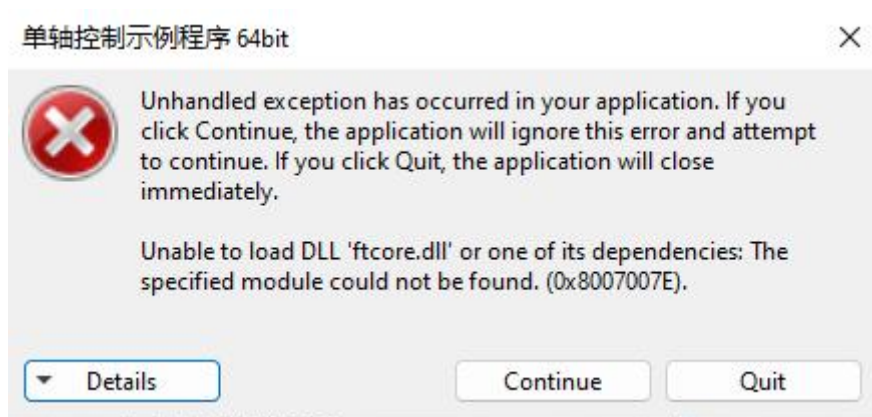 单轴控制示例程序 64bit
Unhandled exception has occurred in your application. If you
click Continue, the application will ignore this error and attempt
to continue. If you click Quit, the application will close
immediately.
Unable to load DLL 'ftcore.dll' or one of its dependencies: The
specified module could not be found. (0x8007007E).
Details
Continue
Quit